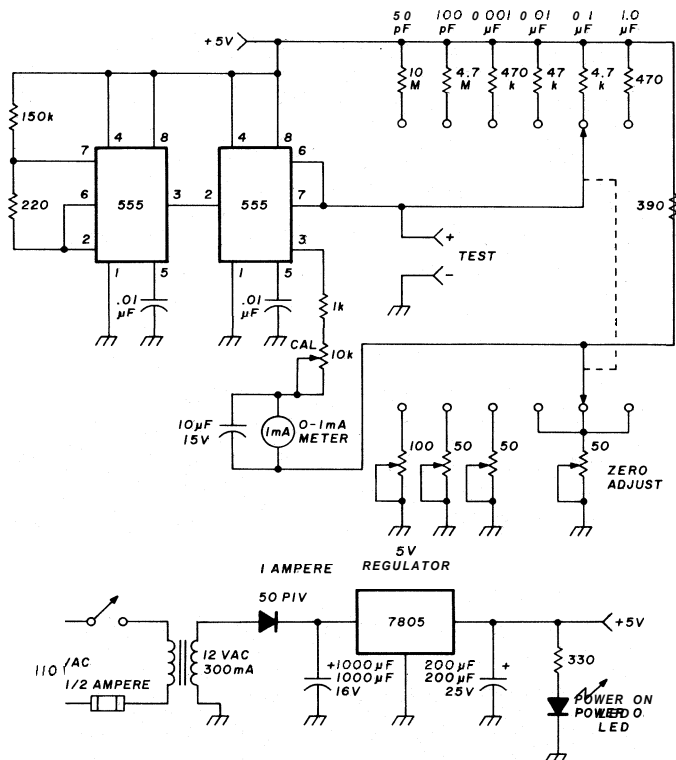 50 pF
100 pF
0 001 µF
0 01 µF
0 1 µF
1.0 µF
+5V
10 M
4.7 M
470 k
47 k
4.7 k
470
150k
4
8
4
8
7
6
220
6
555
3
2
555
7
390
2
3
+
TEST
1
5
1
5
-
.01 µF
.01 µF
1k
CAL
10k
10µF 15V
1mA
0-1mA METER
100
50
50
50
ZERO ADJUST
5V REGULATOR
1 AMPERE
50 PIV
7805
+5V
110 VAC
12 VAC
300mA
1/2 AMPERE
+1000µF
1000µF
16V
200µF
200µF
25V
+
330
POWER ON
POWER O
LED
LED